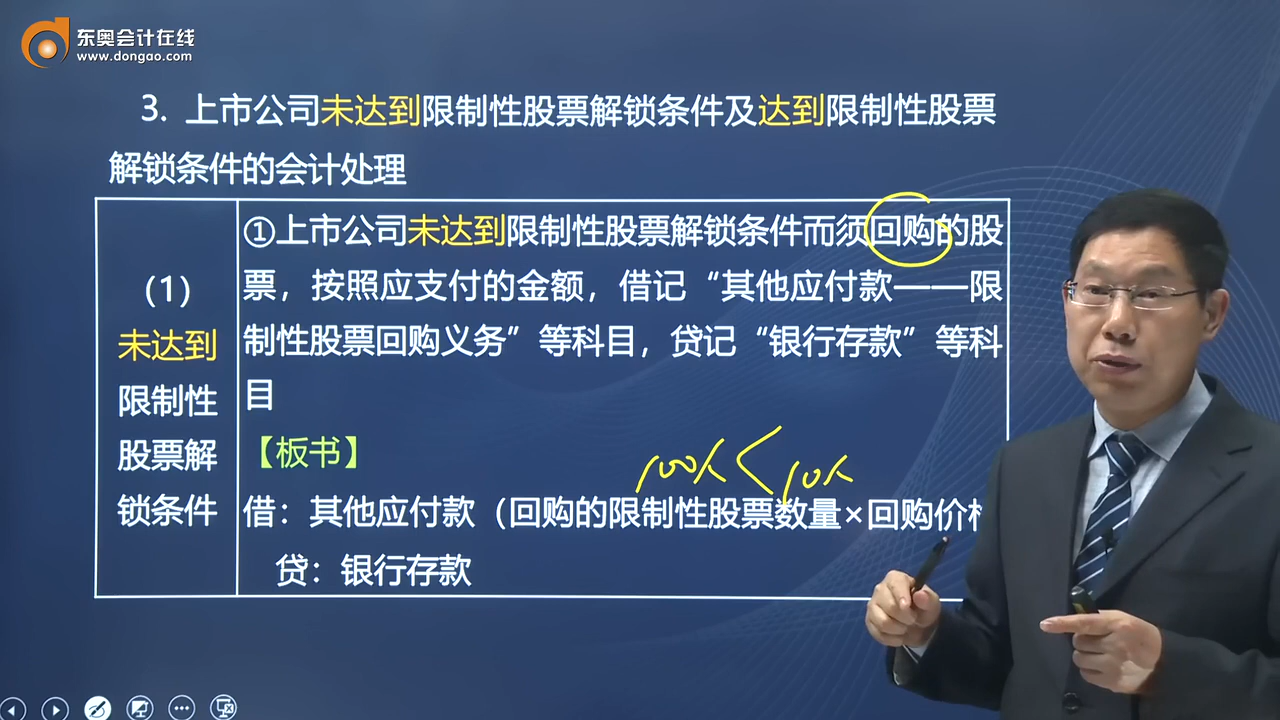 东奥会计在线
www.dongao.com
3. 上市公司未达到限制性股票解锁条件及达到限制性股票
解锁条件的会计处理
(1)
未达到
限制性
股票解
锁条件
①上市公司未达到限制性股票解锁条件而须回购的股
票，按照应支付的金额，借记“其他应付款——限
制性股票回购义务”等科目，贷记“银行存款”等科
目
【板书】
100人<10人
借：其他应付款（回购的限制性股票数量×回购价
贷：银行存款